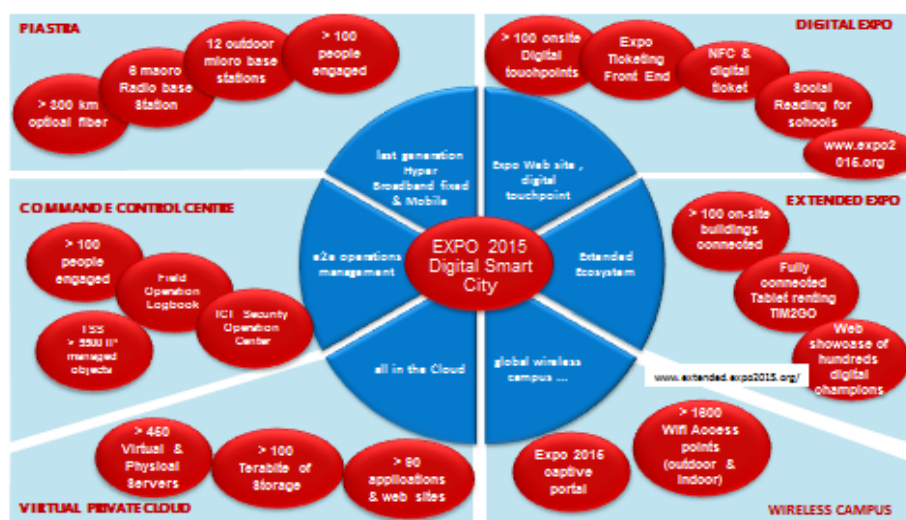 PIASTRA
> 300 km
optical fiber
6 macro
Radio base
Station
12 outdoor
micro base
stations
> 100
people
engaged
DIGITAL EXPO
> 100 onsite
Digital
touchpoints
Expo
Ticketing
Front End
NFC &
digital
ticket
Social
Reading for
schools
www.expo2
015.org
last generation
Hyper
Broadband fixed
& Mobile
Expo Web site ,
digital
touchpoint
COMMAND E CONTROL CENTRE
> 100
people
engaged
Field
Operation
Logbook
ICT Security
Operation
Center
TSS
managed
objects
e2e operations
management
EXPO 2015
Digital Smart
City
Extended
Ecosystem
EXTENDED EXPO
> 100 on-site
buildings
connected
Fully
connected
Tablet renting
TIM2GO
Web
showcase of
hundreds
digital
champions
www.extended.expo2015.org/
all in the Cloud
global wireless
campus ...
> 450
Virtual &
Physical
Servers
> 100
Terabite of
Storage
> 90
applications
& web sites
VIRTUAL PRIVATE CLOUD
Expo 2015
captive
portal
> 1600
Wifi Access
points
(outdoor &
Indoor)
WIRELESS CAMPUS